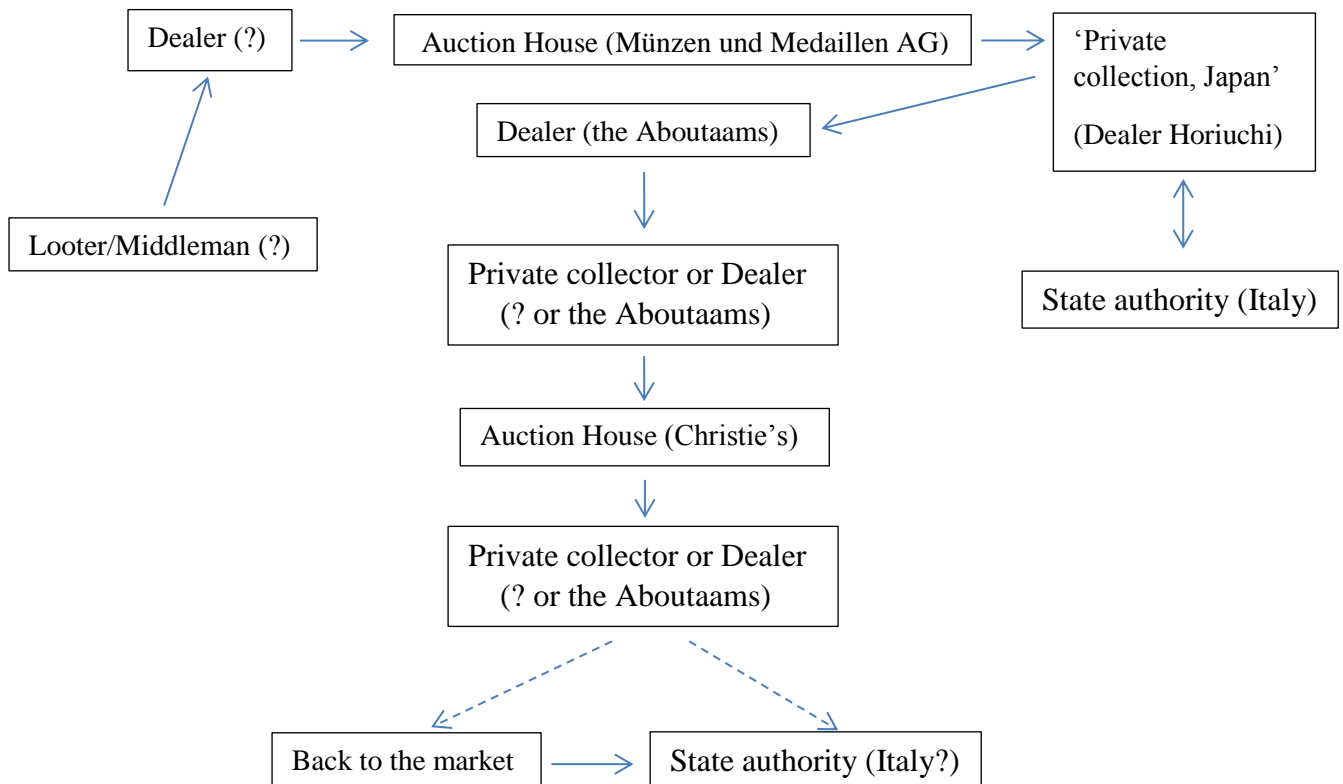 Dealer (?)
Auction House (Münzen und Medaillen AG)
‘Private
collection, Japan’
(Dealer Horiuchi)
Dealer (the Aboutaams)
Looter/Middleman (?)
Private collector or Dealer
(? or the Aboutaams)
State authority (Italy)
Auction House (Christie’s)
Private collector or Dealer
(? or the Aboutaams)
Back to the market
State authority (Italy?)